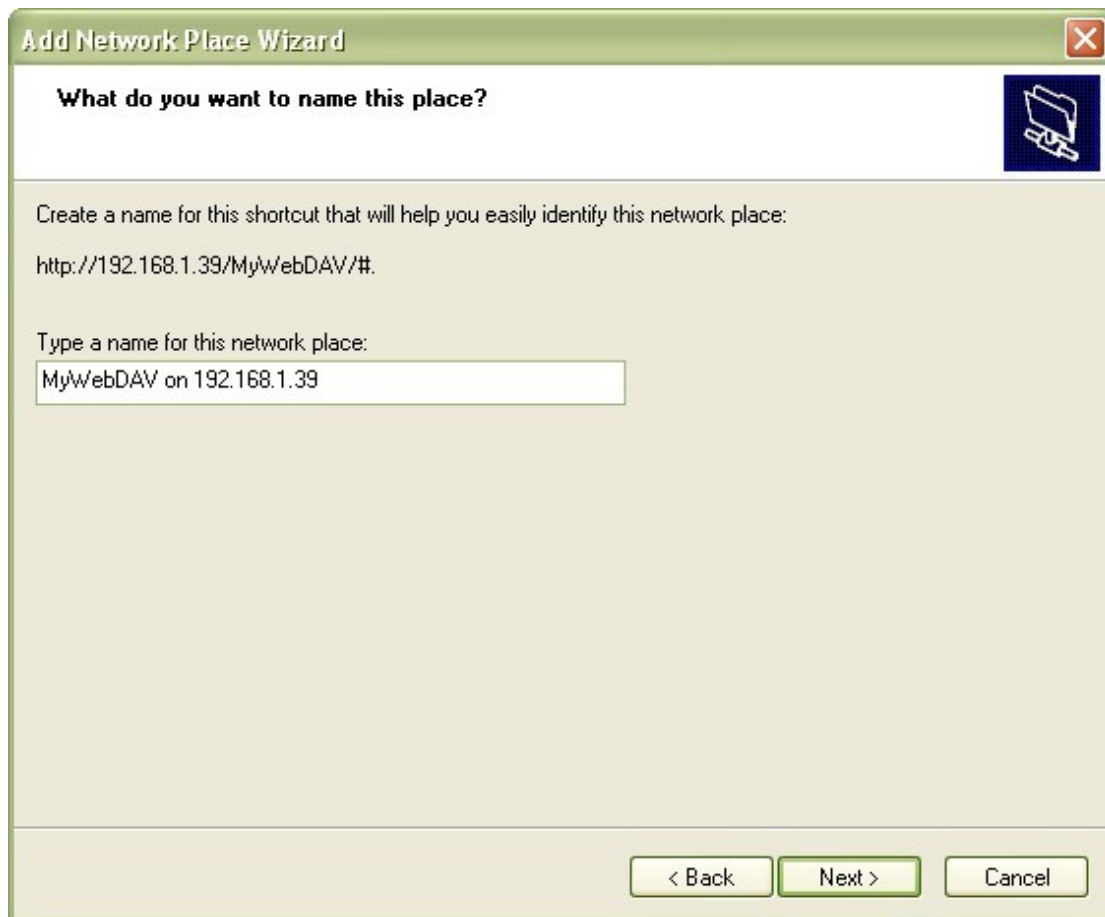 Add Network Place Wizard
What do you want to name this place?
Create a name for this shortcut that will help you easily identify this network place:
http://192.168.1.39/MyWebDAV/#.
Type a name for this network place:
MyWebDAV on 192.168.1.39
< Back Next > Cancel